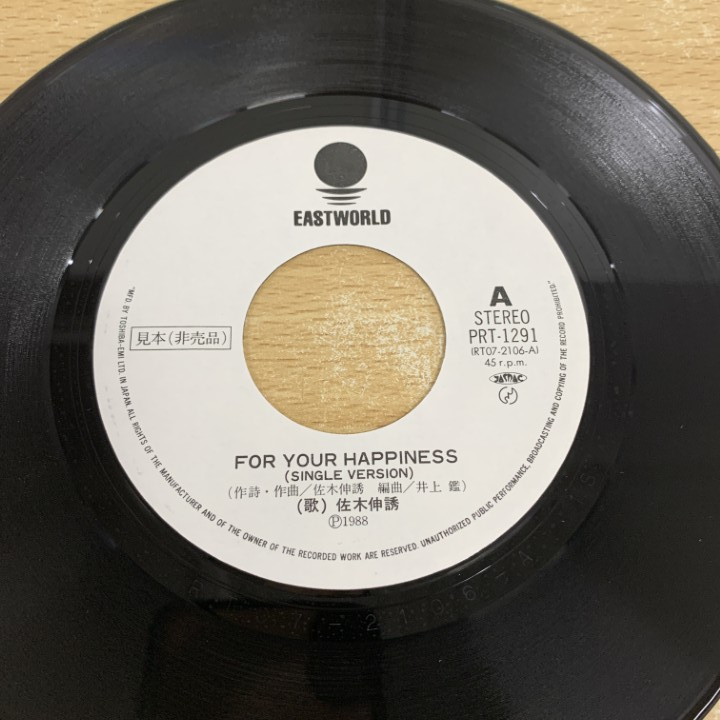 EASTWORLD
見本(非売品)
A
STEREO
PRT-1291
(RT07-2106-A)
45 r.p.m.
JASRAC
FOR YOUR HAPPINESS
(SINGLE VERSION)
(作詩・作曲/佐木伸誘 編曲/井上 鑑)
(歌) 佐木伸誘
Ⓟ1988
"MF'D. BY TOSHIBA-EMI LTD. IN JAPAN ALL RIGHTS OF THE MANUFACTURER AND OF THE OWNER OF THE RECORDED WORK ARE RESERVED. UNAUTHORIZED PUBLIC PERFORMANCE, BROADCASTING AND COPYING OF THE RECORD PROHIBITED."